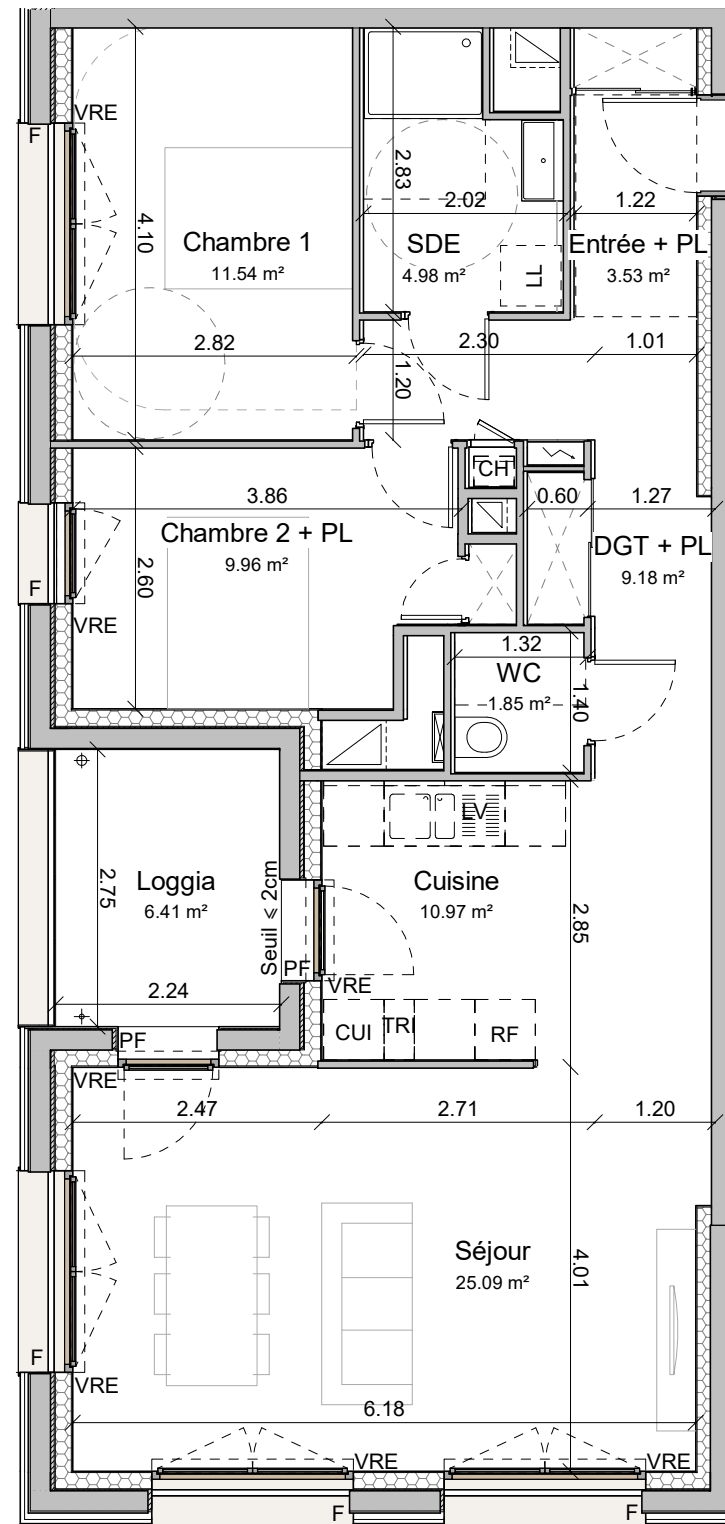 VRE
F
2.83
4.10
2.02
1.22
Chambre 1
11.54 m²
SDE
4.98 m²
Entrée + PL
3.53 m²
LL
2.82
2.30
1.01
1.20
CH
3.86
0.60
1.27
Chambre 2 + PL
9.96 m²
DGT + PL
9.18 m²
2.60
F
VRE
1.32
WC
1.85 m²
1.40
LV
Loggia
6.41 m²
2.75
Seuil ⩽ 2cm
Cuisine
10.97 m²
2.85
PF
VRE
2.24
PF
CUI
TRI
RF
VRE
2.47
2.71
1.20
Séjour
25.09 m²
4.01
F
VRE
6.18
VRE
VRE
F
F